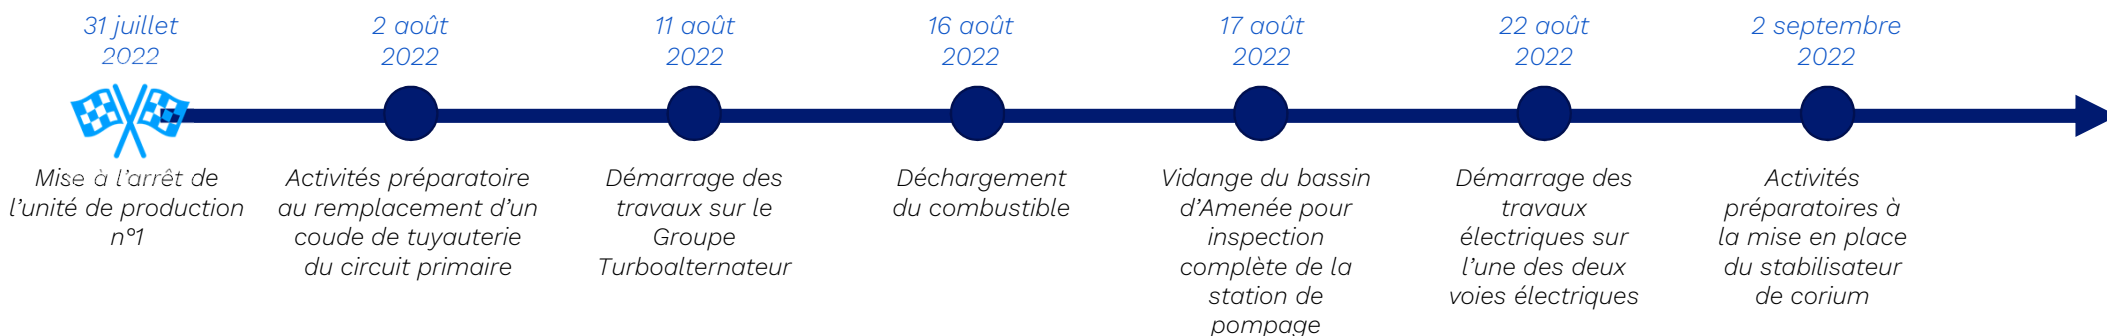 31 juillet
2022
Mise à l'arrêt de
l'unité de production
n°1
2 août
2022
Activités préparatoire
au remplacement d'un
coude de tuyauterie
du circuit primaire
11 août
2022
Démarrage des
travaux sur le
Groupe
Turboalternateur
16 août
2022
Déchargement
du combustible
17 août
2022
Vidange du bassin
d'Amenée pour
inspection
complète de la
station de
pompage
22 août
2022
Démarrage des
travaux
électriques sur
l'une des deux
voies électriques
2 septembre
2022
Activités
préparatoires à
la mise en place
du stabilisateur
de corium